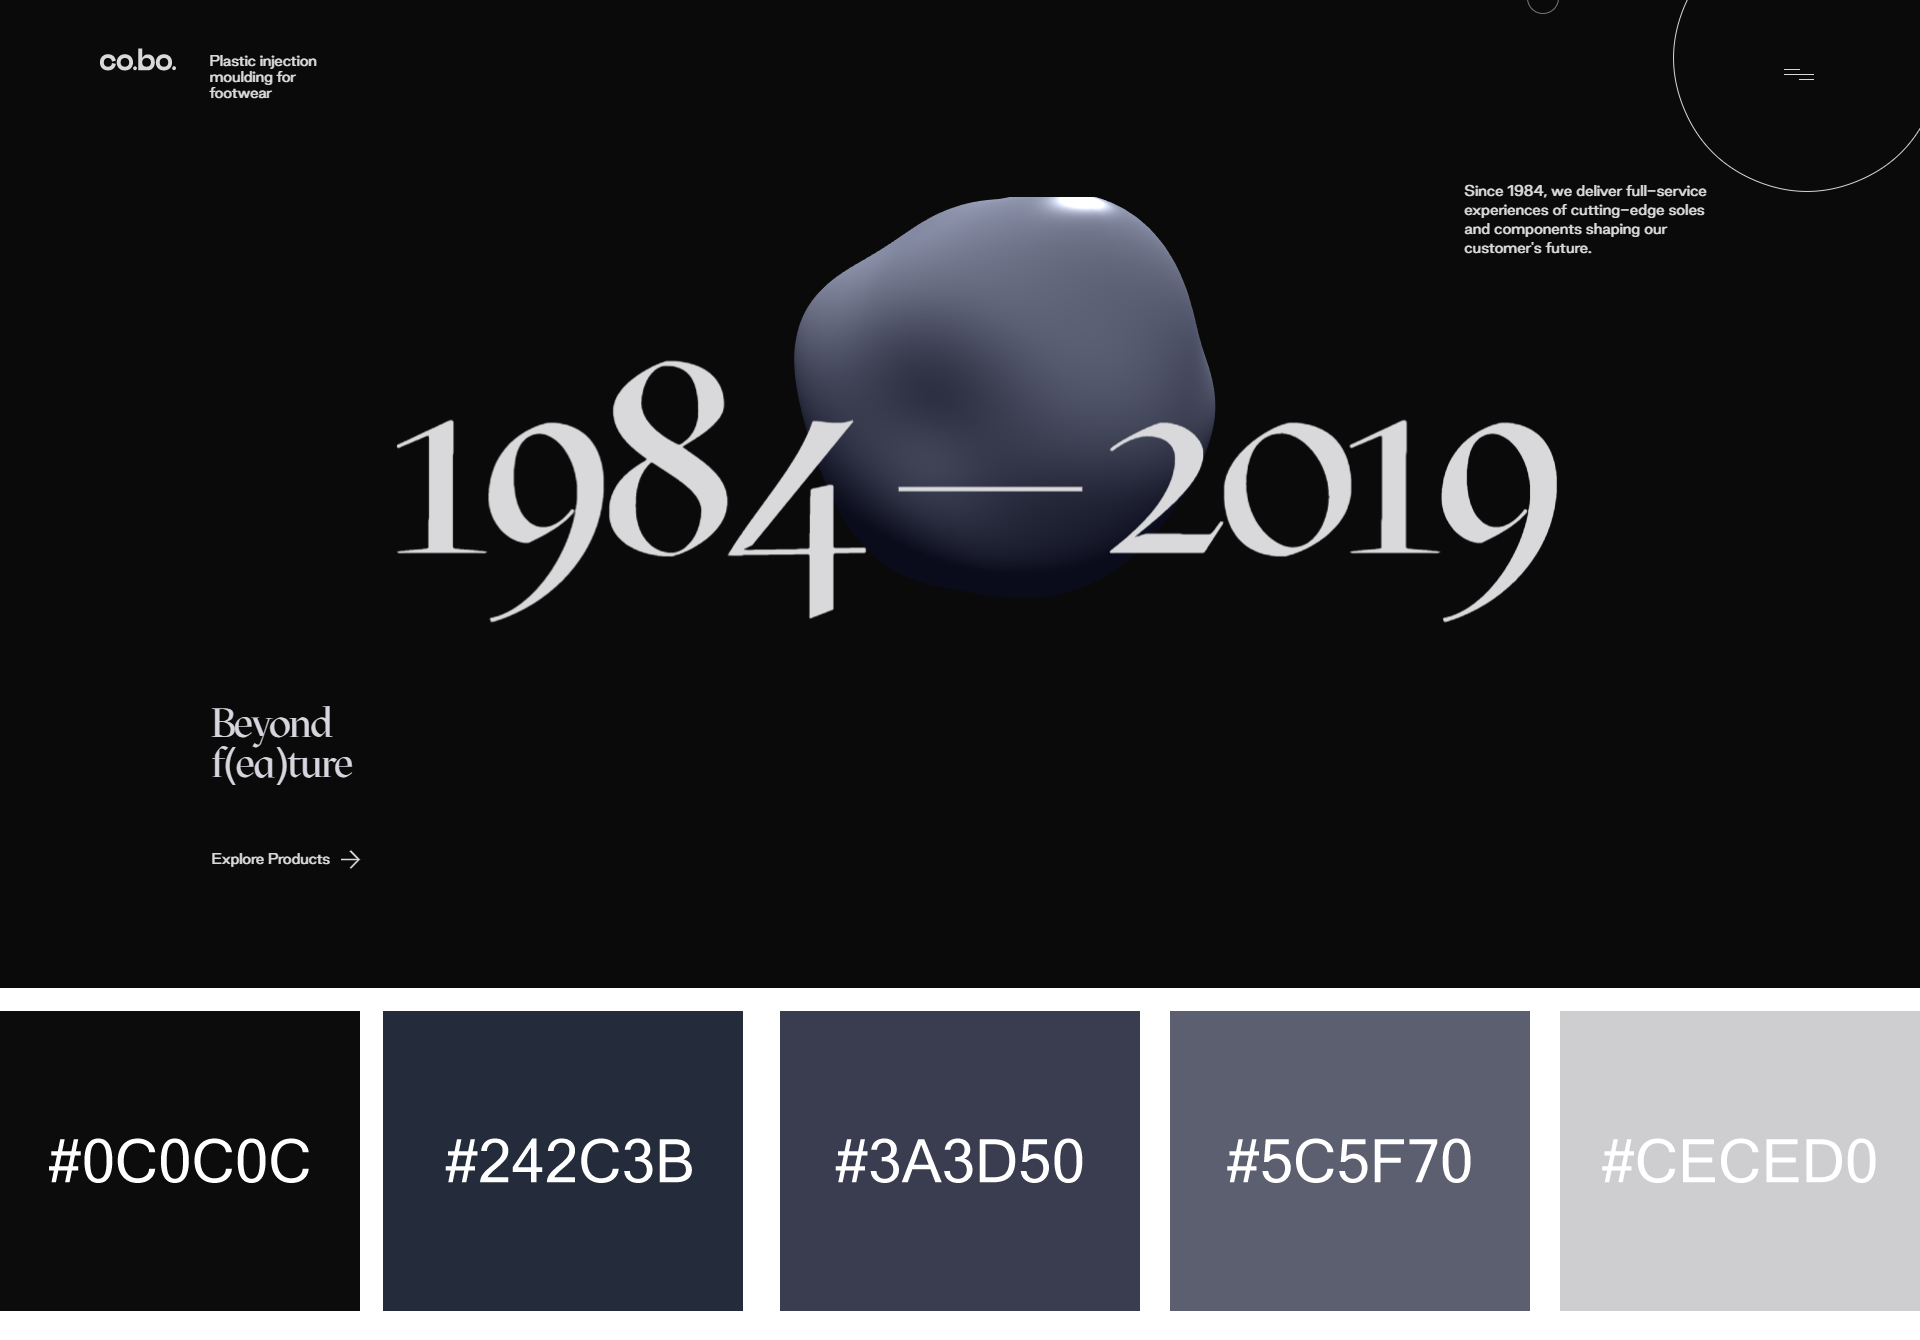 co.bo.
Plastic injection
moulding for
footwear
Since 1984, we deliver full–service
experiences of cutting–edge soles
and components shaping our
customer's future.
1984 — 2019
Beyond
f(ea)ture
Explore Products
#0C0C0C
#242C3B
#3A3D50
#5C5F70
#CECED0